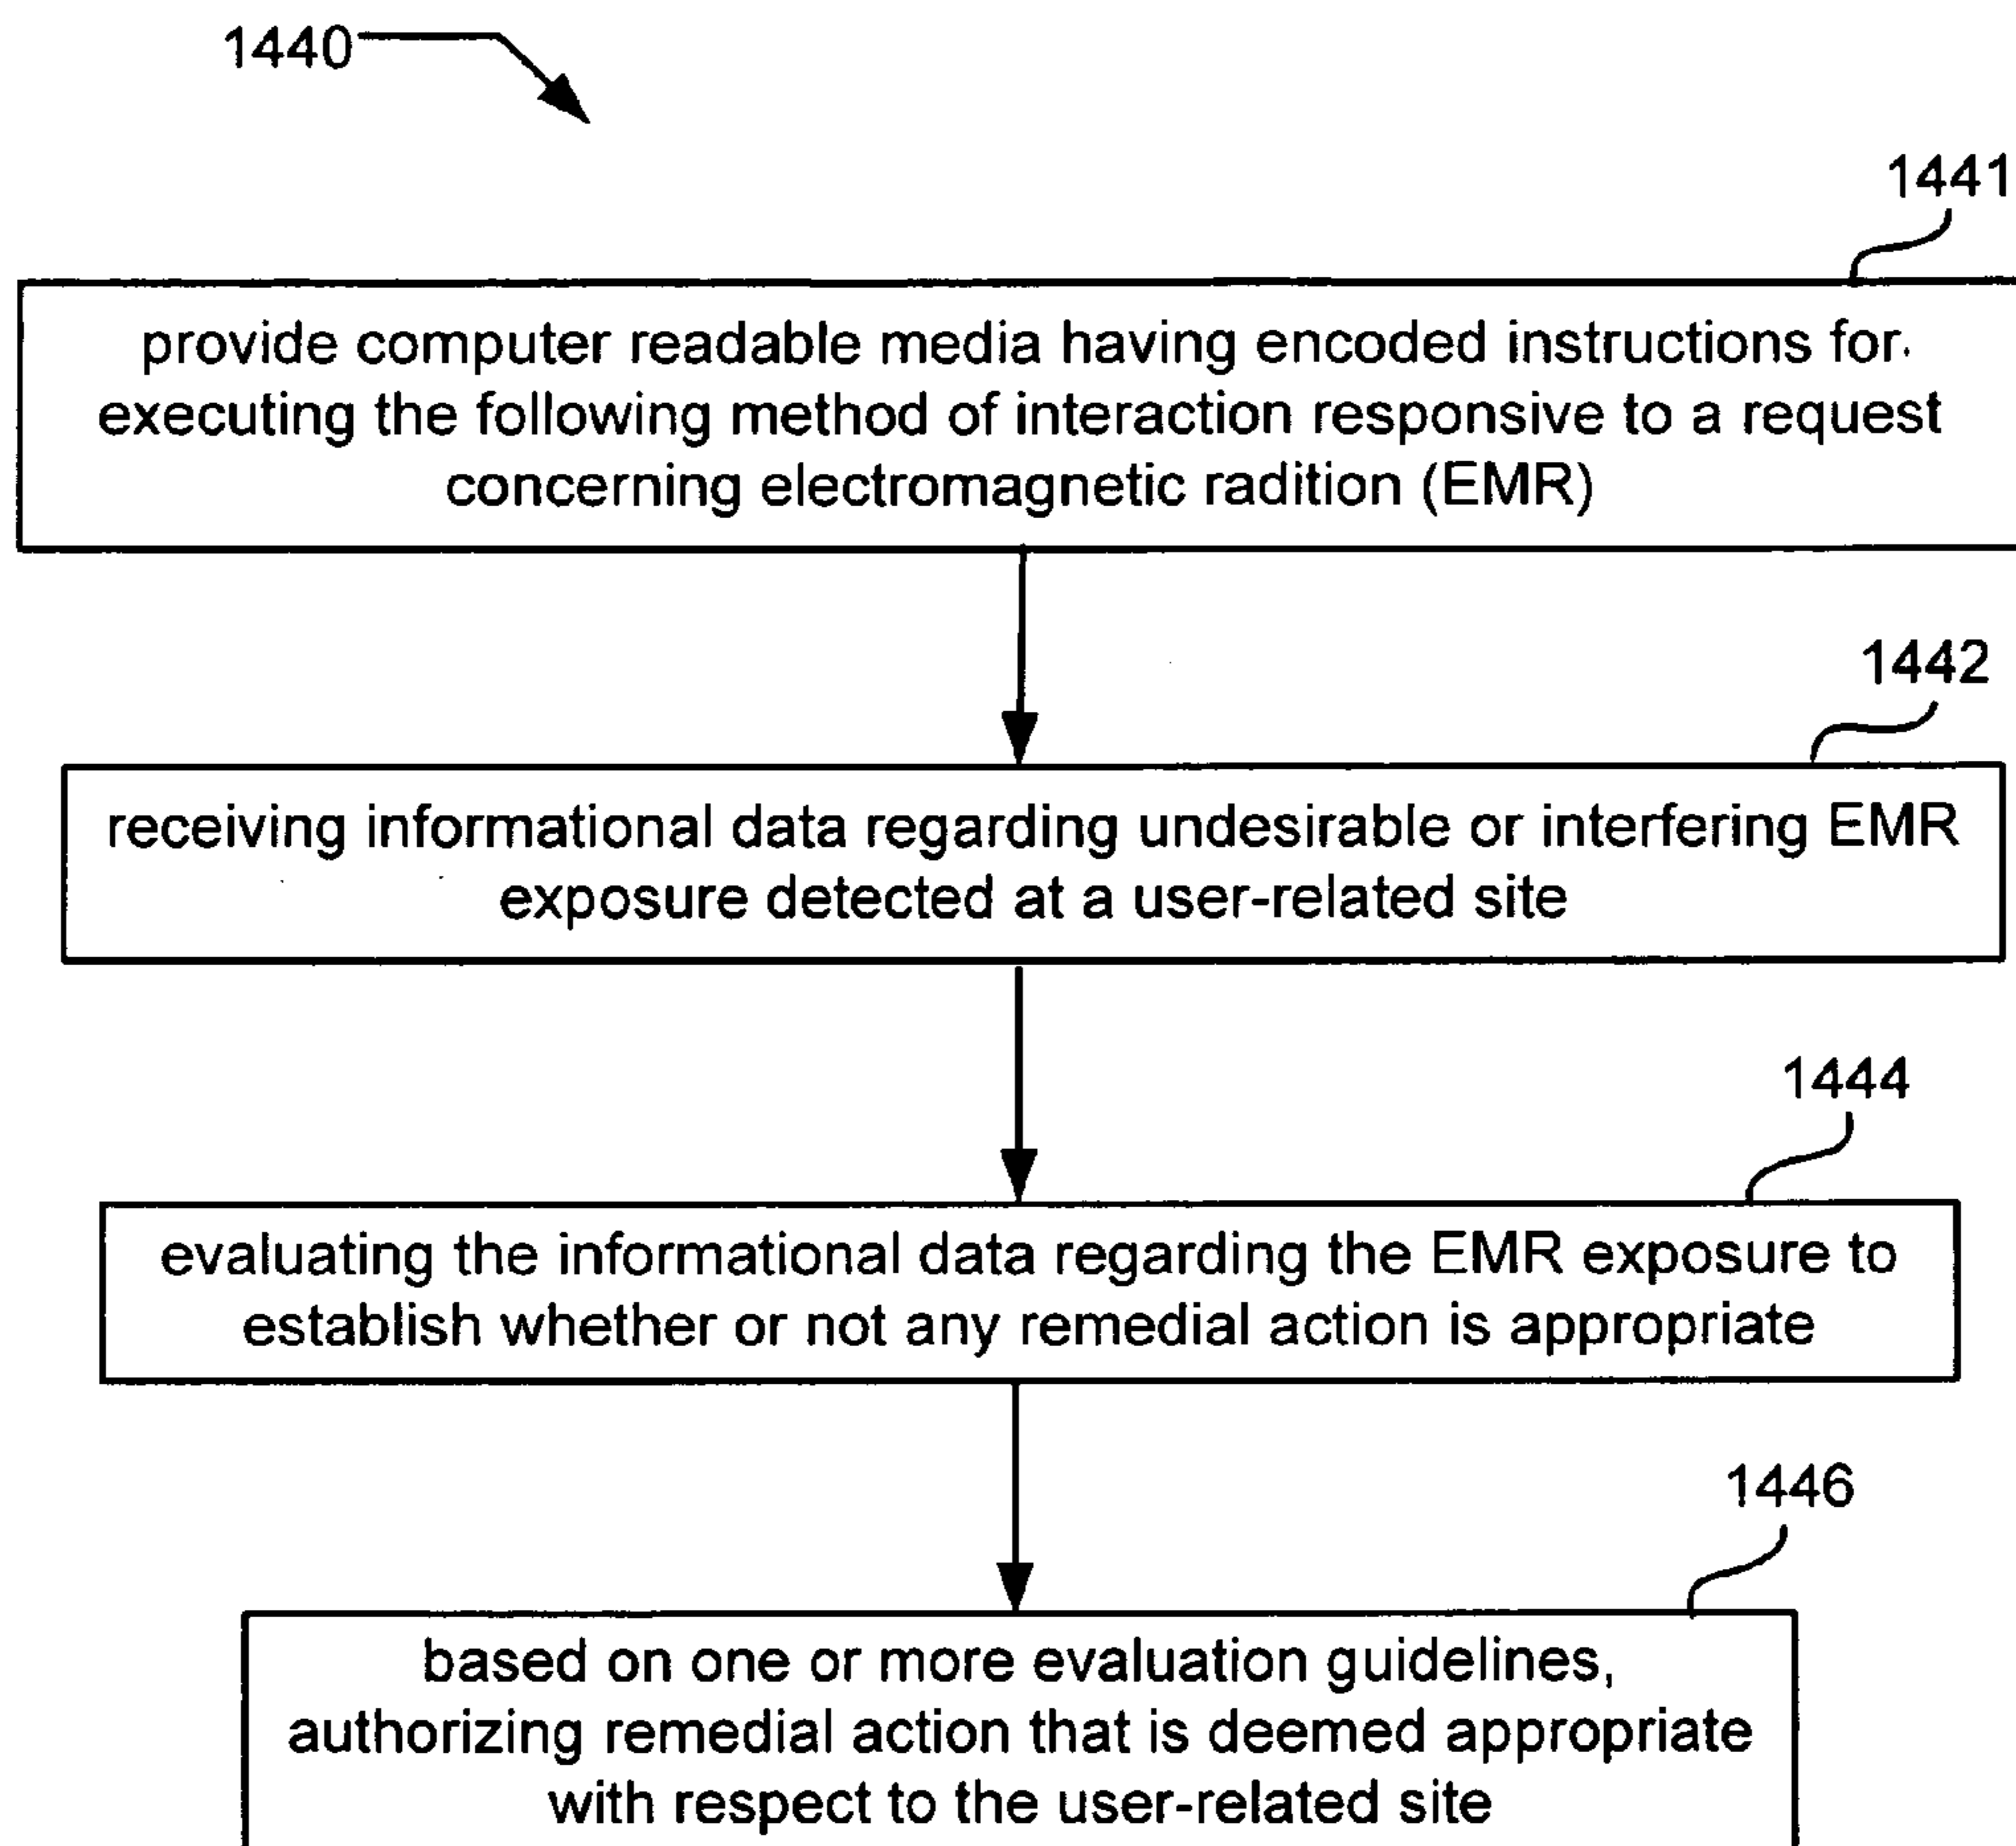 1440
1441
provide computer readable media having encoded instructions for
executing the following method of interaction responsive to a request
concerning electromagnetic radition (EMR)
1442
receiving informational data regarding undesirable or interfering EMR
exposure detected at a user-related site
1444
evaluating the informational data regarding the EMR exposure to
establish whether or not any remedial action is appropriate
1446
based on one or more evaluation guidelines,
authorizing remedial action that is deemed appropriate
with respect to the user-related site